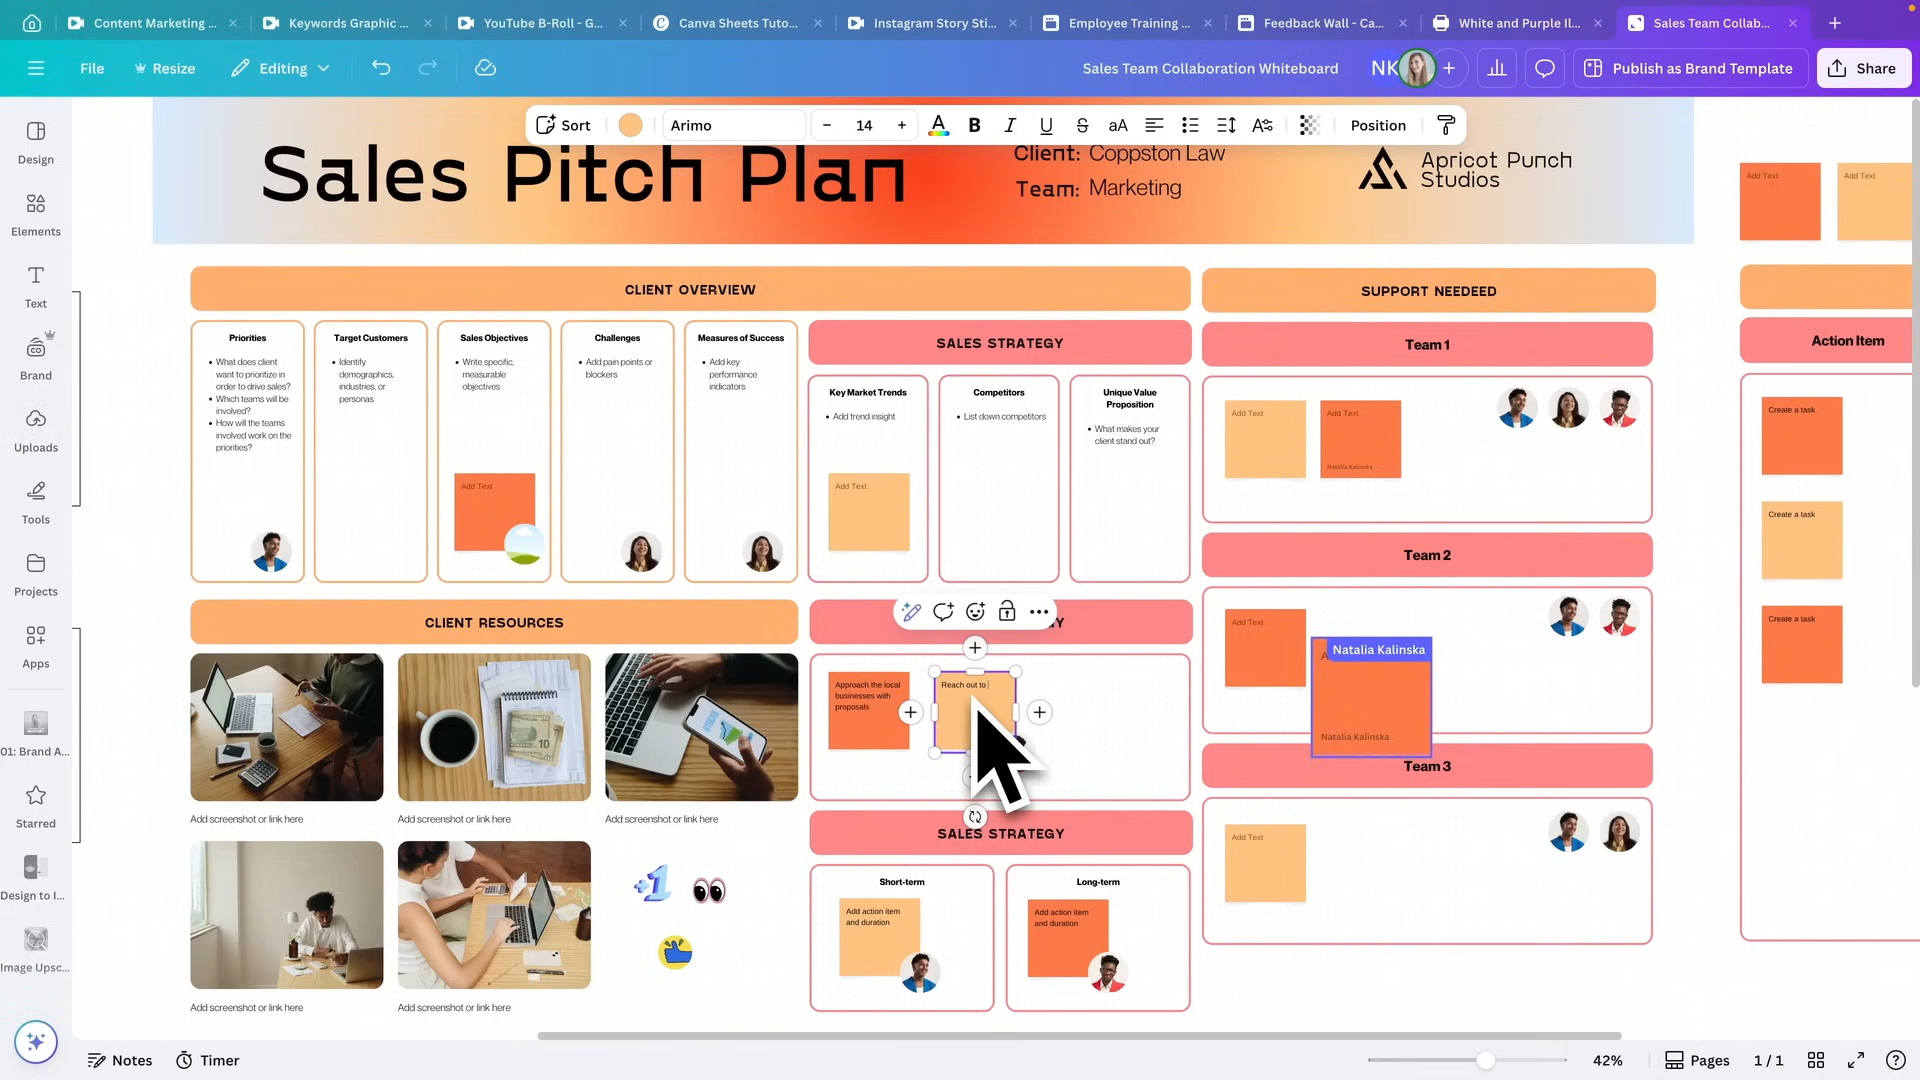 Content Marketing ...
Keywords Graphic ...
YouTube B-Roll - G...
Canva Sheets Tuto...
Instagram Story Sti...
Employee Training ...
Feedback Wall - Ca...
White and Purple Il...
Sales Team Collab...
File
Resize
Editing
Sales Team Collaboration Whiteboard
NK
Publish as Brand Template
Share
Sort
Arimo
14
A
B
I
U
S
aA
Position
Design
Elements
Text
Brand
Uploads
Tools
Projects
Apps
01: Brand A...
Starred
Design to I...
Image Upsc...
Sales Pitch Plan
Client: Coppston Law
Team: Marketing
Apricot Punch
Studios
Add Text
Add Text
CLIENT OVERVIEW
Priorities
What does client
want to prioritize in
order to drive sales?
Which teams will be
involved?
How will the teams
involved work on the
priorities?
Target Customers
Identify
demographics,
industries, or
personas
Sales Objectives
Write specific,
measurable
objectives
Add Text
Challenges
Add pain points or
blockers
Measures of Success
Add key
performance
indicators
SALES STRATEGY
Key Market Trends
Add trend insight
Add Text
Competitors
List down competitors
Unique Value
Proposition
What makes your
client stand out?
SUPPORT NEEDEED
Team 1
Add Text
Add Text
Natalia Kalinska
Team 2
Add Text
A
Natalia Kalinska
Natalia Kalinska
Team 3
Add Text
Action Item
Create a task
Create a task
Create a task
CLIENT RESOURCES
Add screenshot or link here
Add screenshot or link here
Add screenshot or link here
Add screenshot or link here
Add screenshot or link here
+1
Y
Approach the local
businesses with
proposals
Reach out to
SALES STRATEGY
Short-term
Add action item
and duration
Long-term
Add action item
and duration
Notes
Timer
42%
Pages
1 / 1